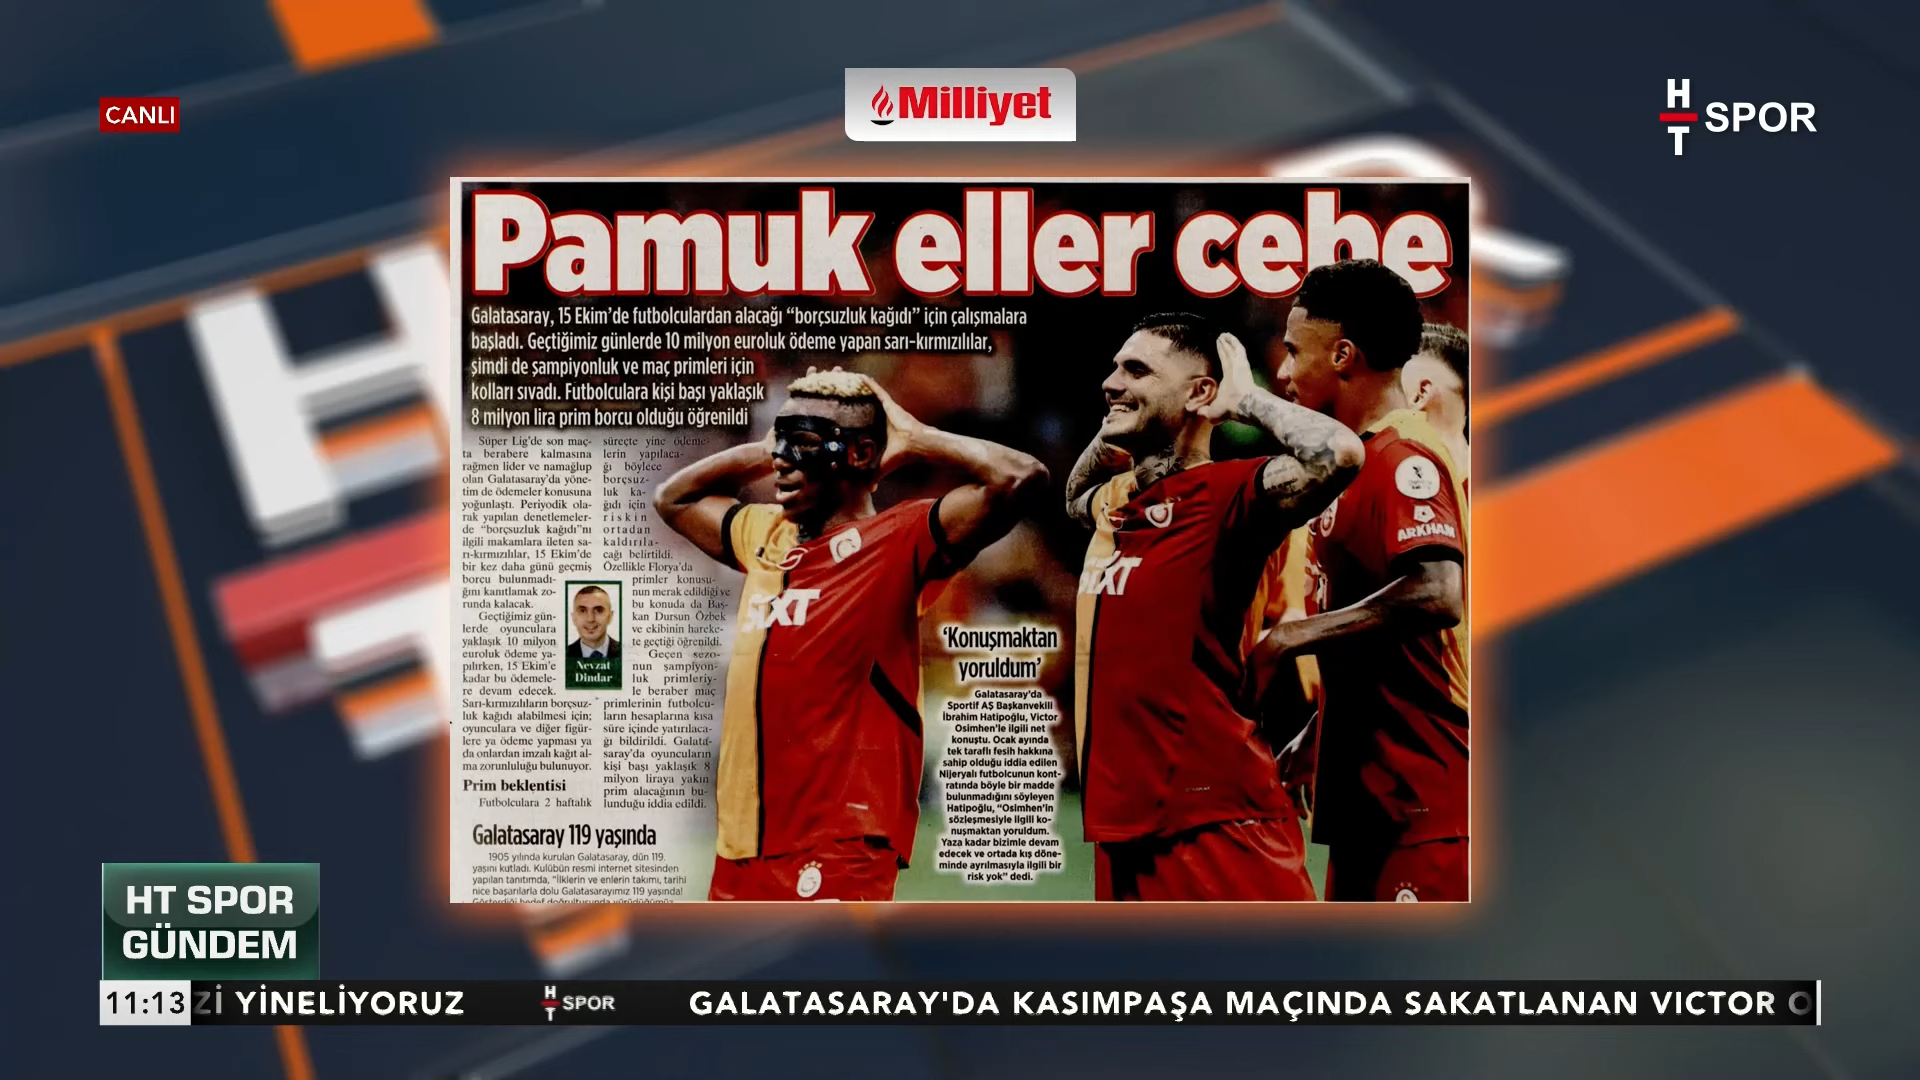 CANLI
Milliyet
HT SPOR
Pamuk eller cebe
Galatasaray, 15 Ekim'de futbolculardan alacağı “borçsuzluk kağıdı” için çalışmalara
başladı. Geçtiğimiz günlerde 10 milyon euroluk ödeme yapan sarı-kırmızılılar,
şimdi de şampiyonluk ve maç primleri için
kolları sıvadı. Futbolculara kişi başı yaklaşık
8 milyon lira prim borcu olduğu öğrenildi
Süper Lig'de son maç-
ta berabere kalmasına
rağmen lider ve namağlup
olan Galatasaray'da yöne-
tim de ödemeler konusuna
yoğunlaştı. Periyodik ola-
rak yapılan denetlemeler-
de “borçsuzluk kağıdı”nı
ilgili makamlara ileten sa-
rı-kırmızılılar, 15 Ekim'de
bir kez daha günü geçmiş
borcu bulunmadı-
ğını kanıtlamak zo-
runda kalacak.
Geçtiğimiz gün-
lerde oyunculara
yaklaşık 10 milyon
euroluk ödeme ya-
pılırken, 15 Ekim'e
kadar bu ödemele-
re devam edecek.
Sarı-kırmızılıların borçsuz-
luk kağıdı alabilmesi için;
oyunculara ve diğer figür-
lere ya ödeme yapması ya
da onlardan imzalı kağıt al-
ma zorunluluğu bulunuyor.
Prim beklentisi
Futbolculara 2 haftalık
süreçte yine ödeme-
lerin yapılaca-
ğı böylece
borçsuz-
luk ka-
ğıdı için
riskin
ortadan
kaldırıla-
cağı belirtildi.
Özellikle Florya'da
primler konusu-
nun merak edildiği ve
bu konuda da Baş-
kan Dursun Özbek
ve ekibinin hareke-
te geçtiği öğrenildi.
Geçen sezo-
nun şampiyon-
luk primleriy-
le beraber maç
primlerinin futbolcu-
ların hesaplarına kısa
süre içinde yatırılaca-
ğı bildirildi. Galata-
saray'da oyuncuların
kişi başı yaklaşık 8
milyon liraya yakın
prim alacağının bu-
lunduğu iddia edildi.
Nevzat
Dindar
Galatasaray 119 yaşında
1905 yılında kurulan Galatasaray, dün 119.
yaşını kutladı. Kulübün resmi internet sitesinden
yapılan tanıtımda, “İlklerin ve enlerin takımı, tarihi
nice başarılarla dolu Galatasarayımız 119 yaşında!
Gösterdiği hedef doğrultusunda yürüdüğümüz
‘Konuşmaktan
yoruldum’
Galatasaray'da
Sportif AŞ Başkanvekili
İbrahim Hatipoğlu, Victor
Osimhen'le ilgili net
konuştu. Ocak ayında
tek taraflı fesih hakkına
sahip olduğu iddia edilen
Nijeryalı futbolcunun kont-
ratında böyle bir madde
bulunmadığını söyleyen
Hatipoğlu, “Osimhen'in
sözleşmesiyle ilgili ko-
nuşmaktan yoruldum.
Yaza kadar bizimle devam
edecek ve ortada kış döne-
minde ayrılmasıyla ilgili bir
risk yok” dedi.
SIXT
SIXT
ARKHAM
HT SPOR
GÜNDEM
11:13 Zİ YİNELİYORUZ HT SPOR GALATASARAY'DA KASIMPAŞA MAÇINDA SAKATLANAN VICTOR O